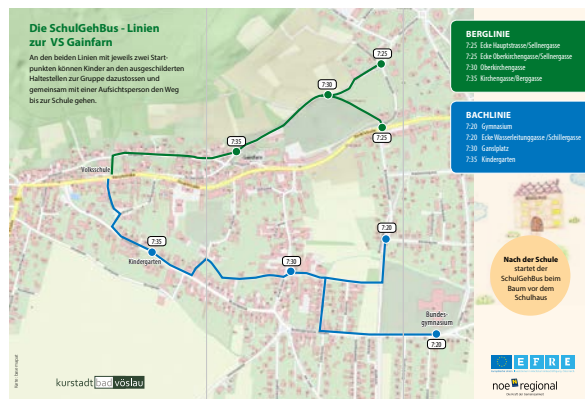 Die SchulGehBus - Linien
zur VS Gainfarn
An den beiden Linien mit jeweils zwei Start-
punkten können Kinder an den ausgeschilderten
Haltestellen zur Gruppe dazustossen und
gemeinsam mit einer Aufsichtsperson den Weg
bis zur Schule gehen.
BERGLINIE
7:25 Ecke Hauptstrasse/Sellnergasse
7:25 Ecke Oberkirchengasse/Sellnergasse
7:30 Oberkirchengasse
7:35 Kirchengasse/Berggasse
BACHLINIE
7:20 Gymnasium
7:20 Ecke Wasserleitungsgasse /Schillergasse
7:30 Ganslplatz
7:35 Kindergarten
7:25
7:30
7:25
7:35
Gainfarn
Volksschule
7:35
Kindergarten
7:30
7:20
Bundes-
gymnasium
7:20
Nach der Schule
startet der
SchulGehBus beim
Baum vor dem
Schulhaus
kurstadt bad vöslau
EFRE
noe regional